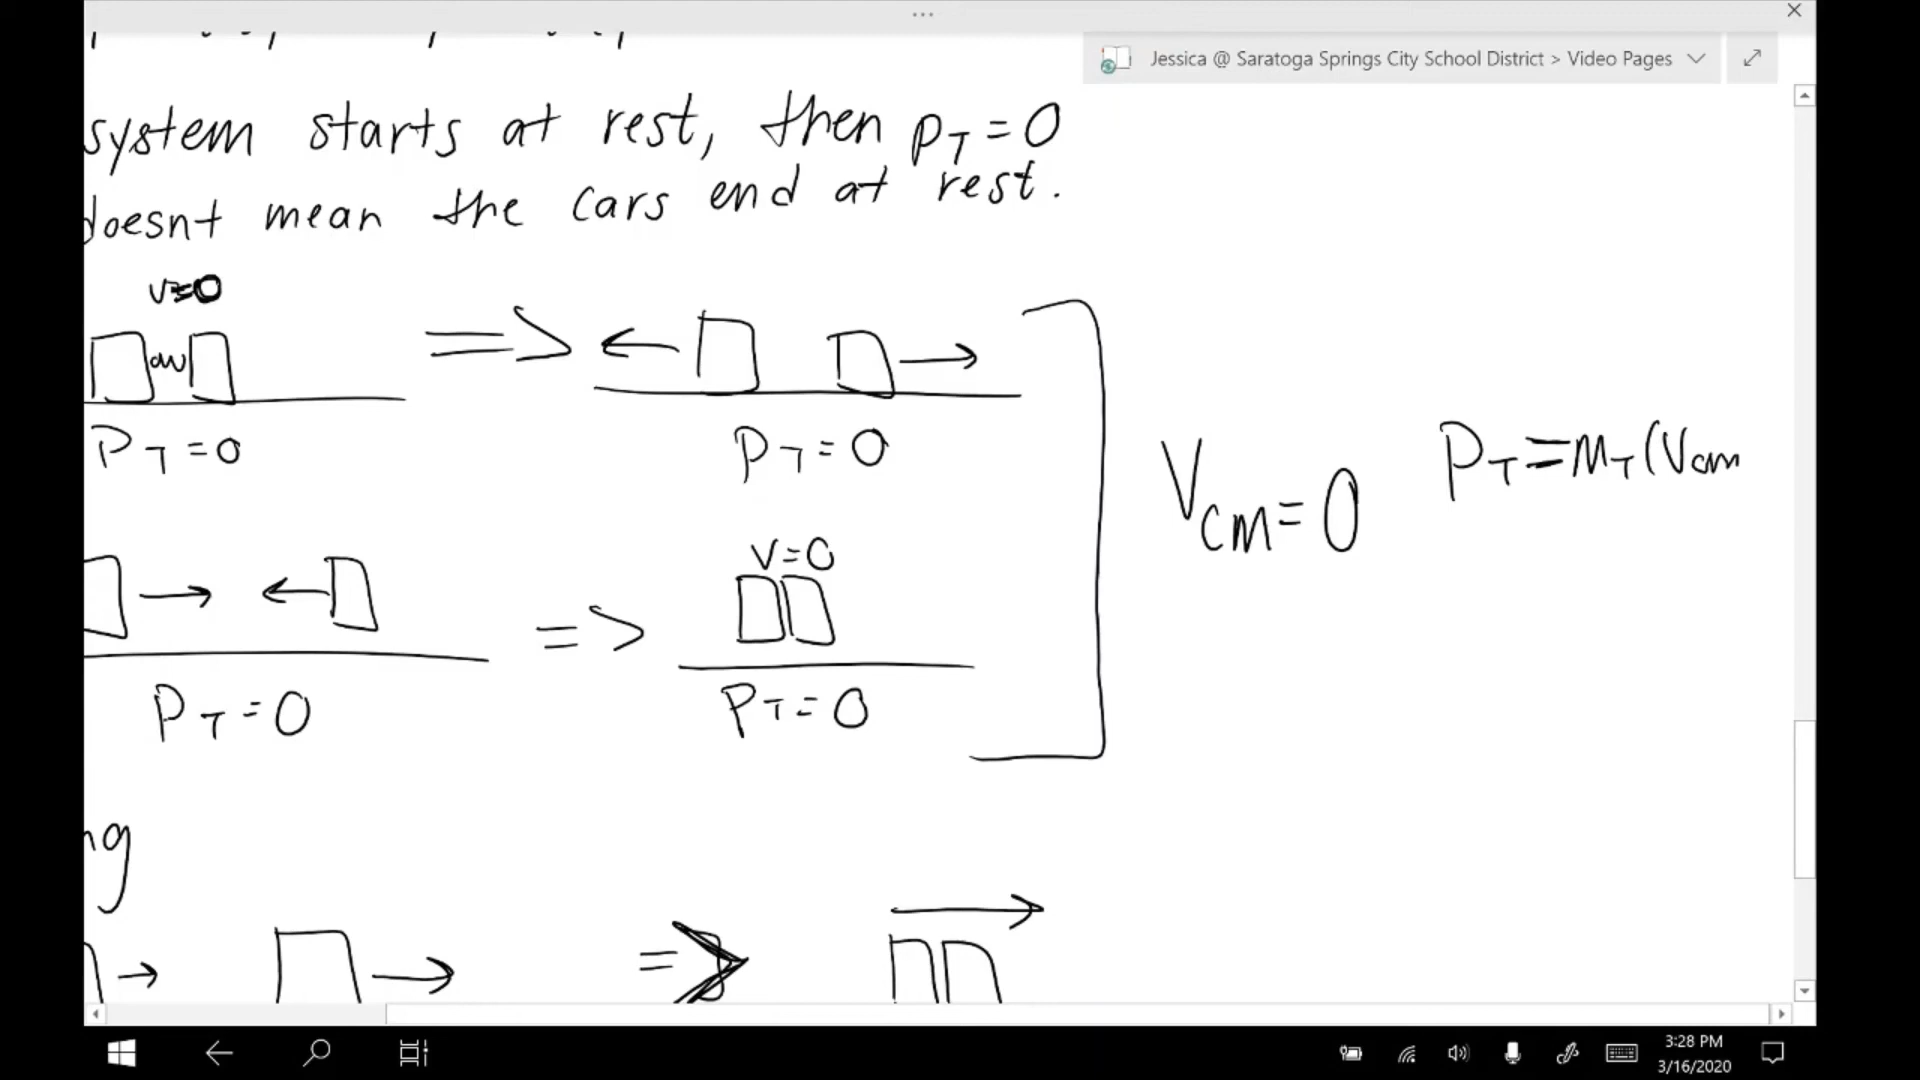 Jessica @ Saratoga Springs City School District > Video Pages
system starts at rest, then PT=0
doesnt mean the cars end at rest.
v=0
=>
PT=0
PT=0
Vcm=0
PT=MT(Vcm
v=0
=>
PT=0
PT=0
ng
=>
3:28 PM
3/16/2020